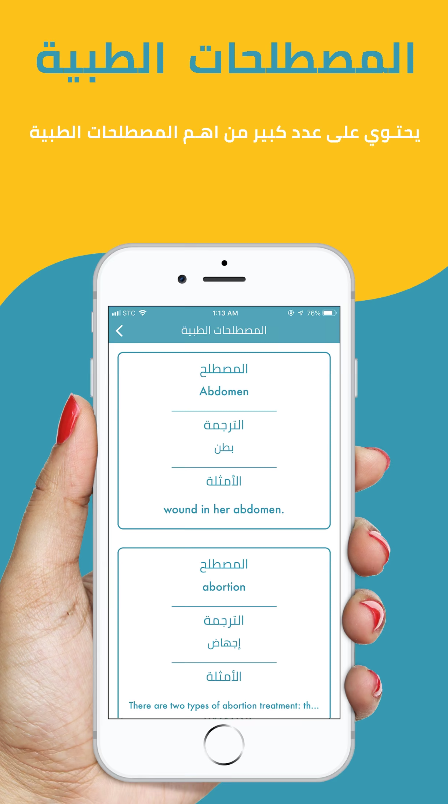 المصطلحات الطبية
يحتوي على عدد كبير من اهم المصطلحات الطبية
STC 1:13 AM 76%
المصطلحات الطبية
المصطلح
Abdomen
الترجمة
بطن
الأمثلة
wound in her abdomen.
المصطلح
abortion
الترجمة
إجهاض
الأمثلة
There are two types of abortion treatment: th...